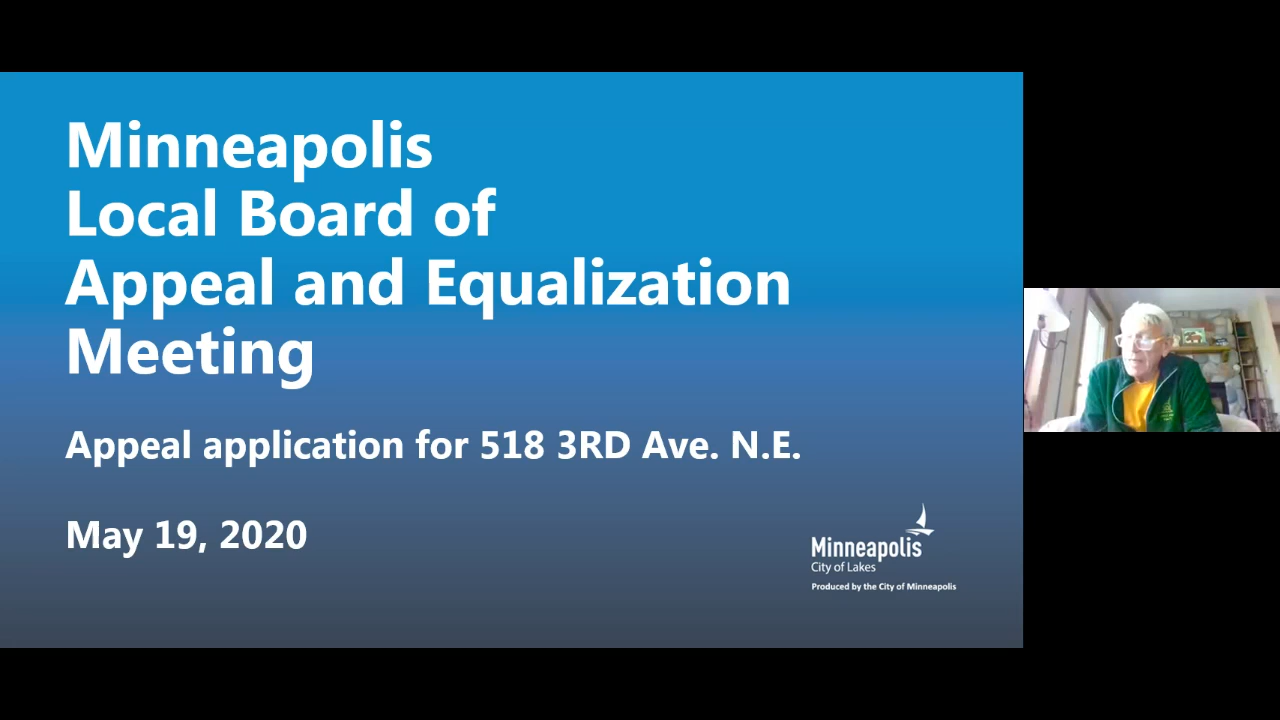 Minneapolis
Local Board of
Appeal and Equalization
Meeting
Appeal application for 518 3RD Ave. N.E.
May 19, 2020
Minneapolis
City of Lakes
Produced by the City of Minneapolis